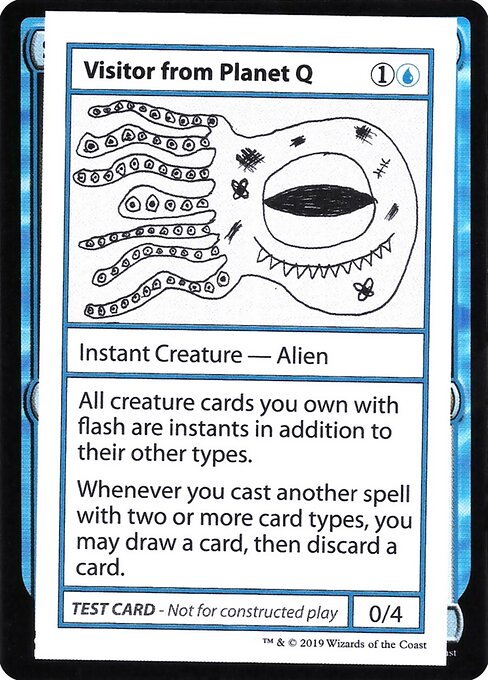 Visitor from Planet Q 1
Instant Creature — Alien
All creature cards you own with
flash are instants in addition to
their other types.
Whenever you cast another spell
with two or more card types, you
may draw a card, then discard a
card.
TEST CARD - Not for constructed play
0/4
™ & © 2019 Wizards of the Coast